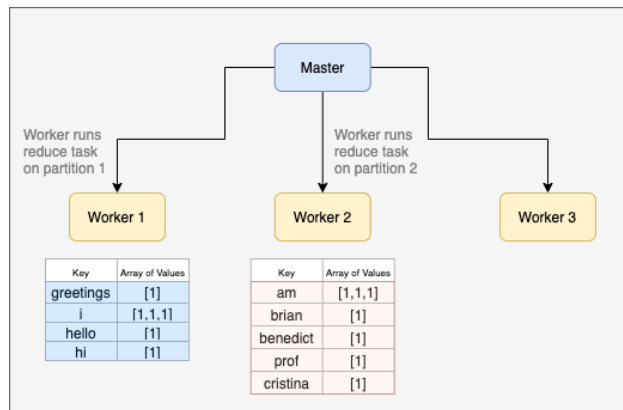 Master
Worker runs
reduce task
on partition 1
Worker runs
reduce task
on partition 2
Worker 1
Worker 2
Worker 3
Key Array of Values
greetings [1]
i [1,1,1]
hello [1]
hi [1]
Key Array of Values
am [1,1,1]
brian [1]
benedict [1]
prof [1]
cristina [1]